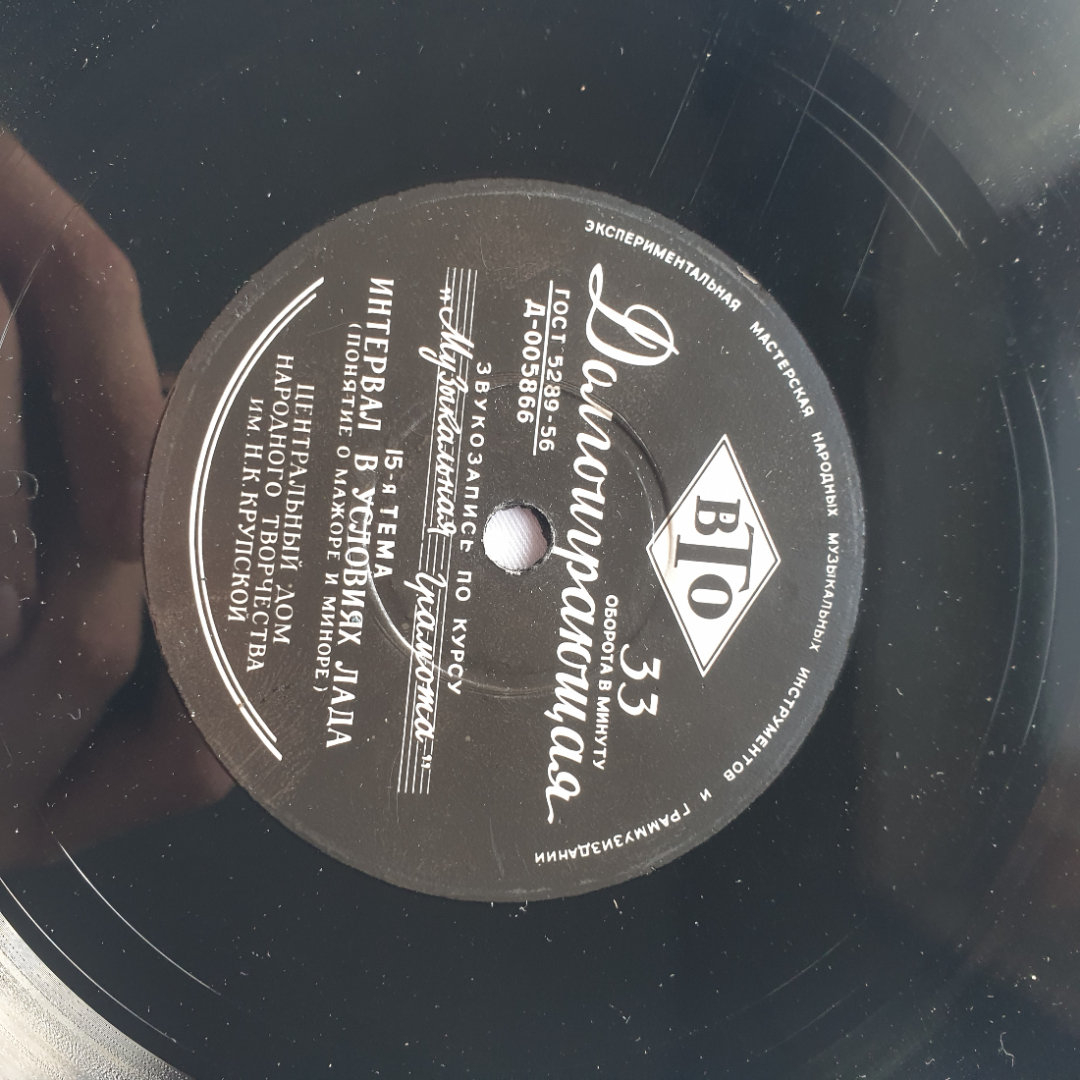 ЭКСПЕРИМЕНТАЛЬНАЯ МАСТЕРСКАЯ НАРОДНЫХ МУЗЫКАЛЬНЫХ ИНСТРУМЕНТОВ И ГРАММУЗИЗДАНИЙ
ВТО
33
ОБОРОТА В МИНУТУ
Долгоиграющая
ГОСТ 5289-56
Д-005866
ЗВУКОЗАПИСЬ ПО КУРСУ
„Музыкальная грамота"
15-я ТЕМА
ИНТЕРВАЛ В УСЛОВИЯХ ЛАДА
(ПОНЯТИЕ О МАЖОРЕ И МИНОРЕ)
ЦЕНТРАЛЬНЫЙ ДОМ
НАРОДНОГО ТВОРЧЕСТВА
ИМ. Н.К КРУПСКОЙ